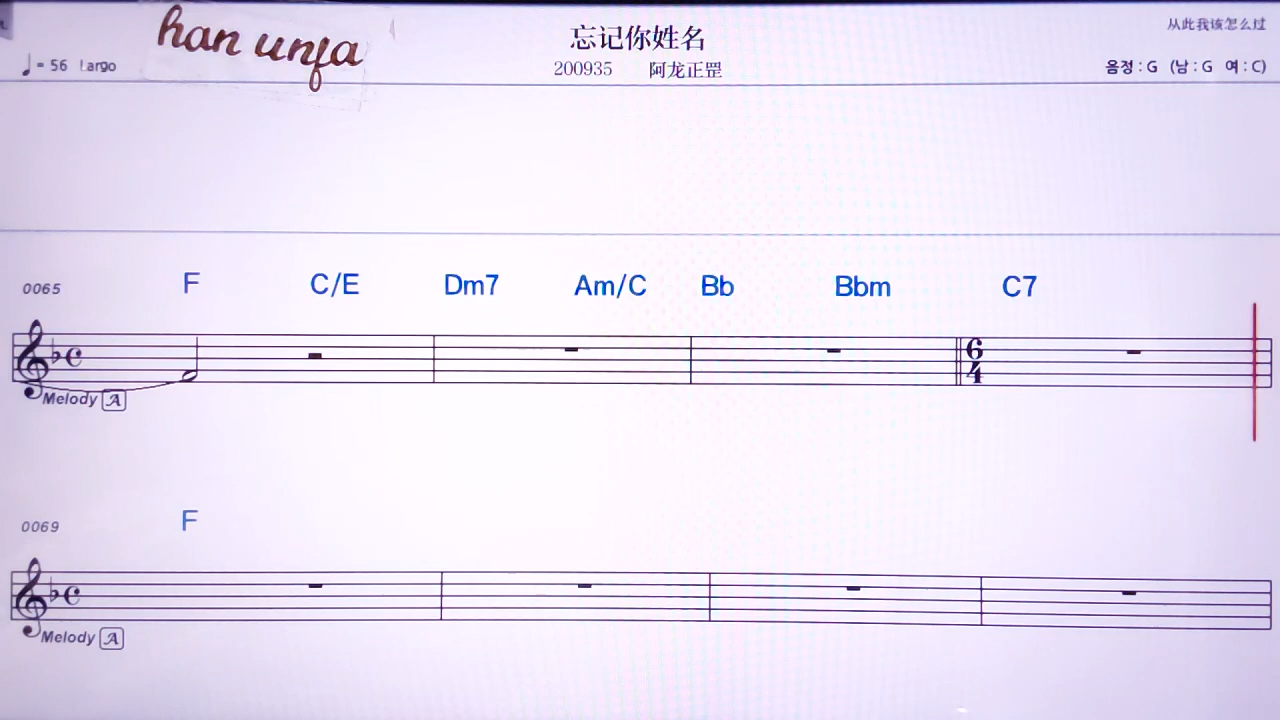 han unfa
忘记你姓名
从此我该怎么过
♩= 56 Largo
200935 阿龙正罡
음정 : G (남 : G 여 : C)
0065 F C/E Dm7 Am/C Bb Bbm C7
6
4
Melody A
0069 F
Melody A